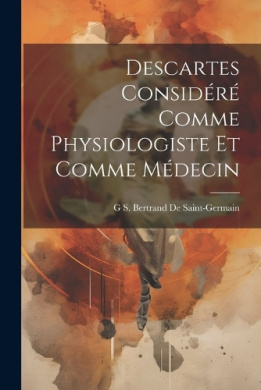 Descartes
Considéré
Comme
Physiologiste Et
Comme Médecin
G S. Bertrand De Saint-Germain